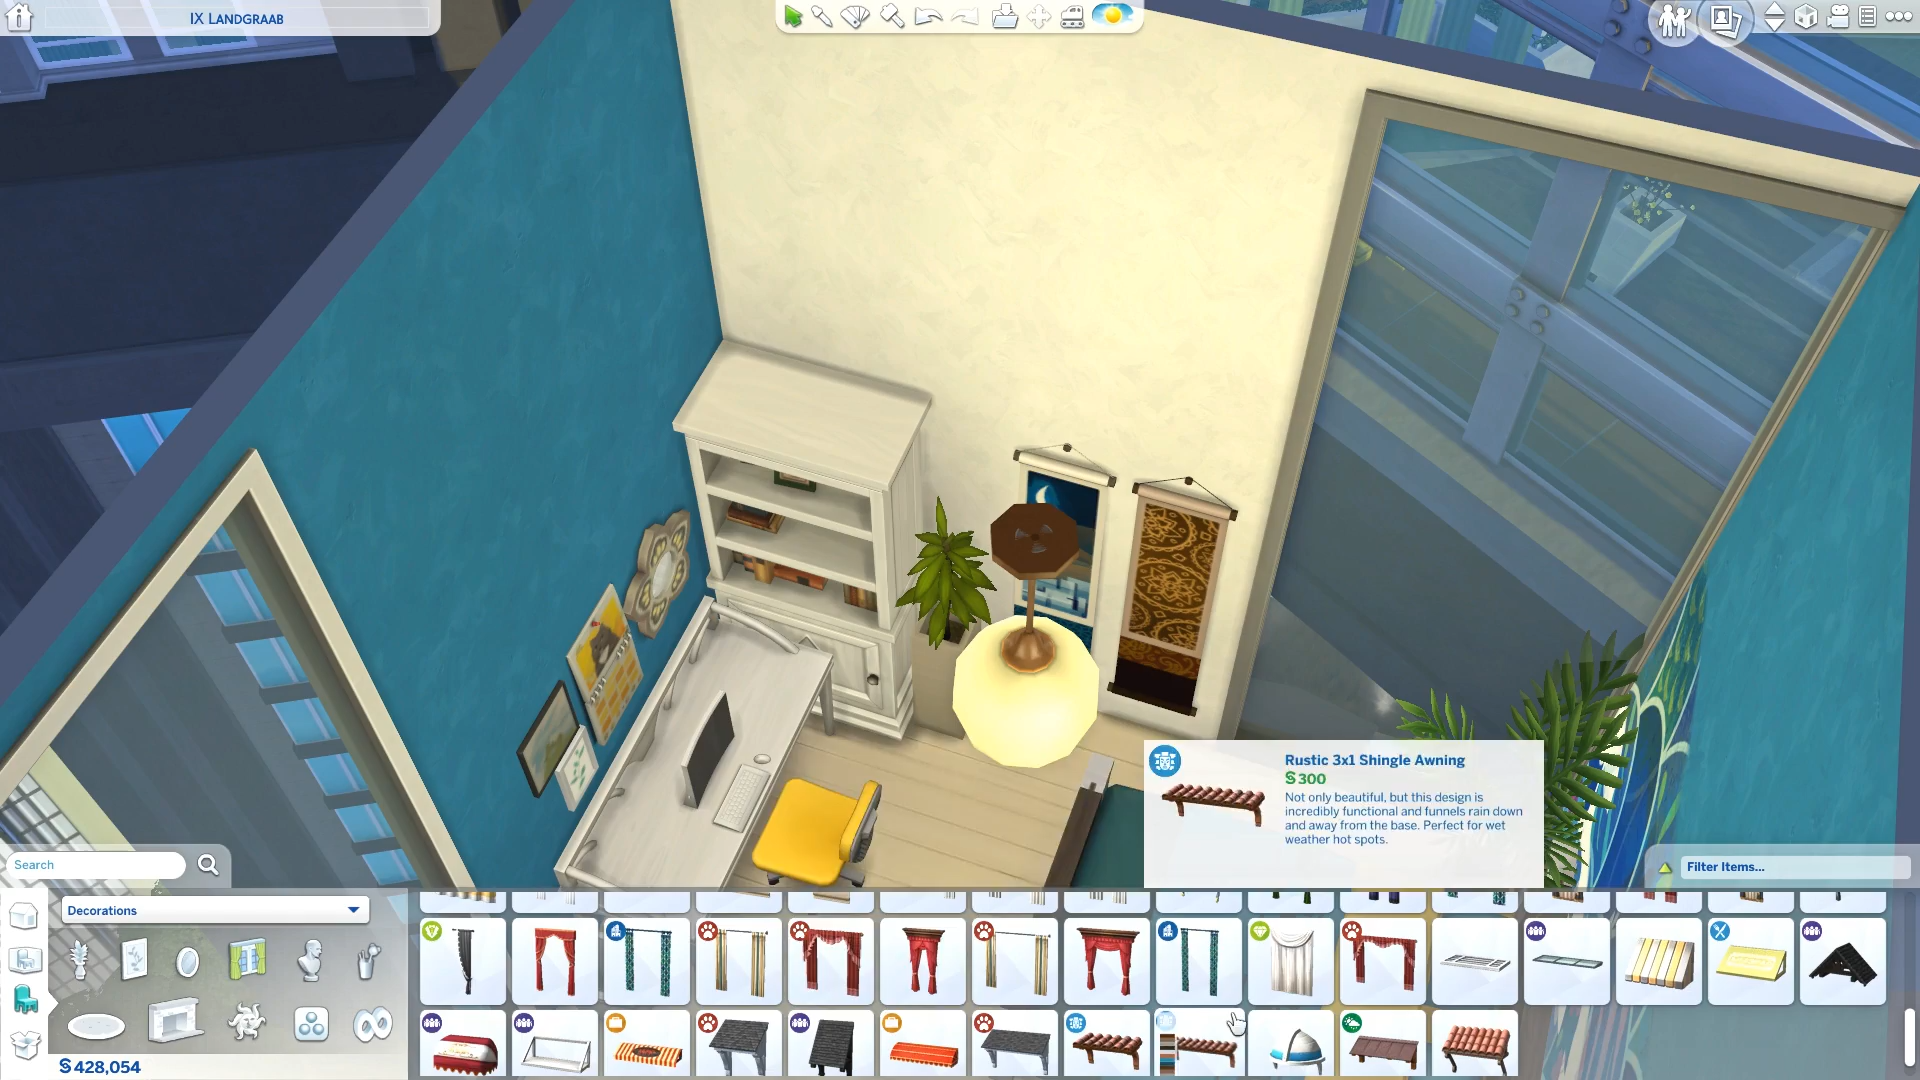 IX LANDGRAAB
Rustic 3x1 Shingle Awning
§300
Not only beautiful, but this design is
incredibly functional and funnels rain down
and away from the base. Perfect for wet
weather hot spots.
Search
Filter Items...
Decorations
§428,054